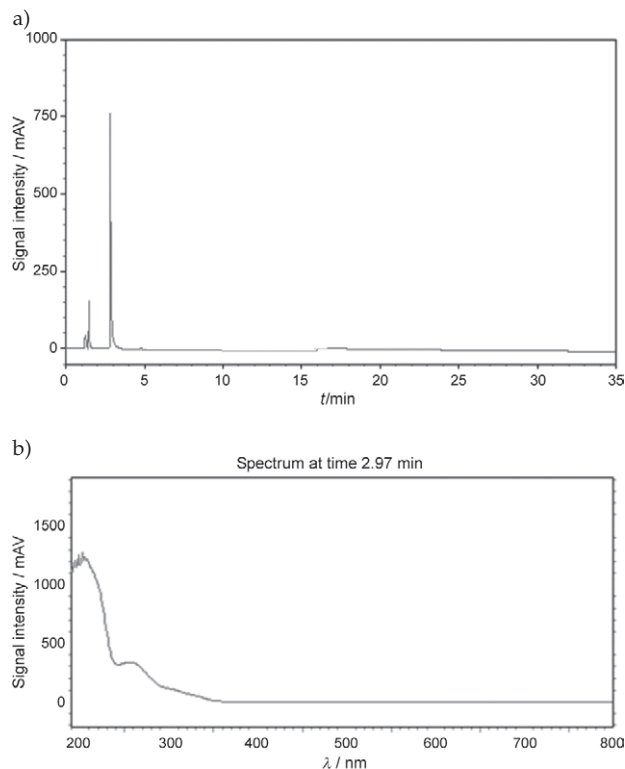 a)
1000
750
500
250
0
Signal intensity / mAV
0 5 10 15 20 25 30 35
t/min
b)
Spectrum at time 2.97 min
1500
1000
500
0
Signal intensity / mAV
200 300 400 500 600 700 800
λ / nm